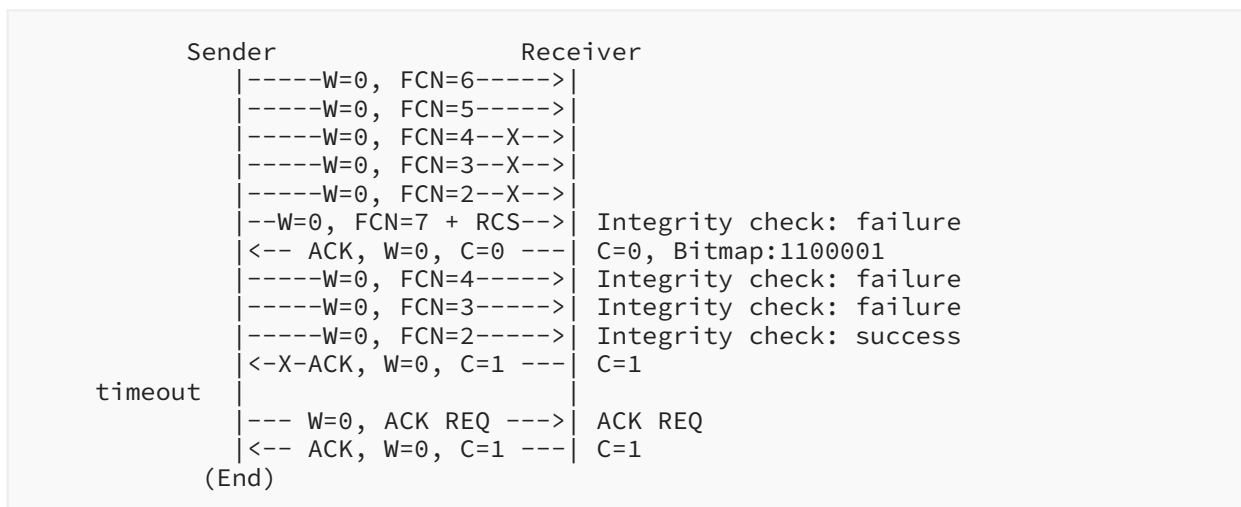 Sender               Receiver
            |-----W=0, FCN=6----->|
            |-----W=0, FCN=5----->|
            |-----W=0, FCN=4--X-->|
            |-----W=0, FCN=3--X-->|
            |-----W=0, FCN=2--X-->|
            |--W=0, FCN=7 + RCS-->| Integrity check: failure
            |<-- ACK, W=0, C=0 ---| C=0, Bitmap:1100001
            |-----W=0, FCN=4----->| Integrity check: failure
            |-----W=0, FCN=3----->| Integrity check: failure
            |-----W=0, FCN=2----->| Integrity check: success
            |<-X-ACK, W=0, C=1 ---| C=1
   timeout  |                     |
            |--- W=0, ACK REQ --->| ACK REQ
            |<-- ACK, W=0, C=1 ---| C=1
          (End)